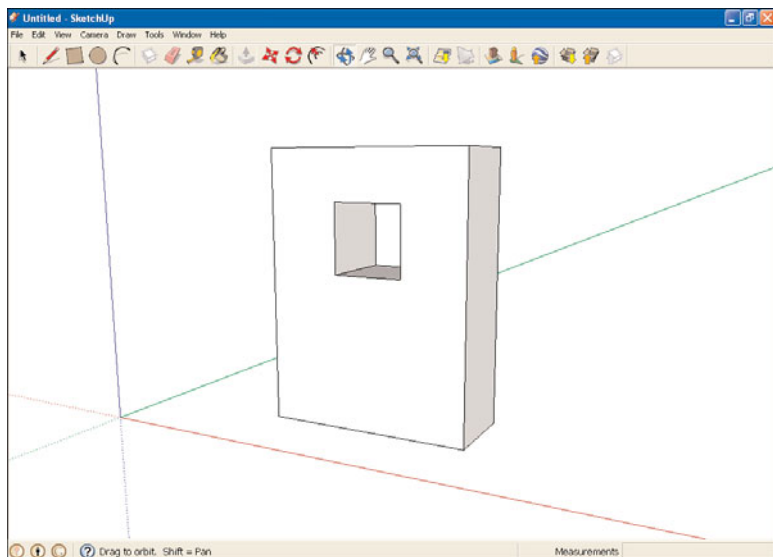 Untitled - SketchUp
File Edit View Camera Draw Tools Window Help
Drag to orbit. Shift = Pan
Measurements